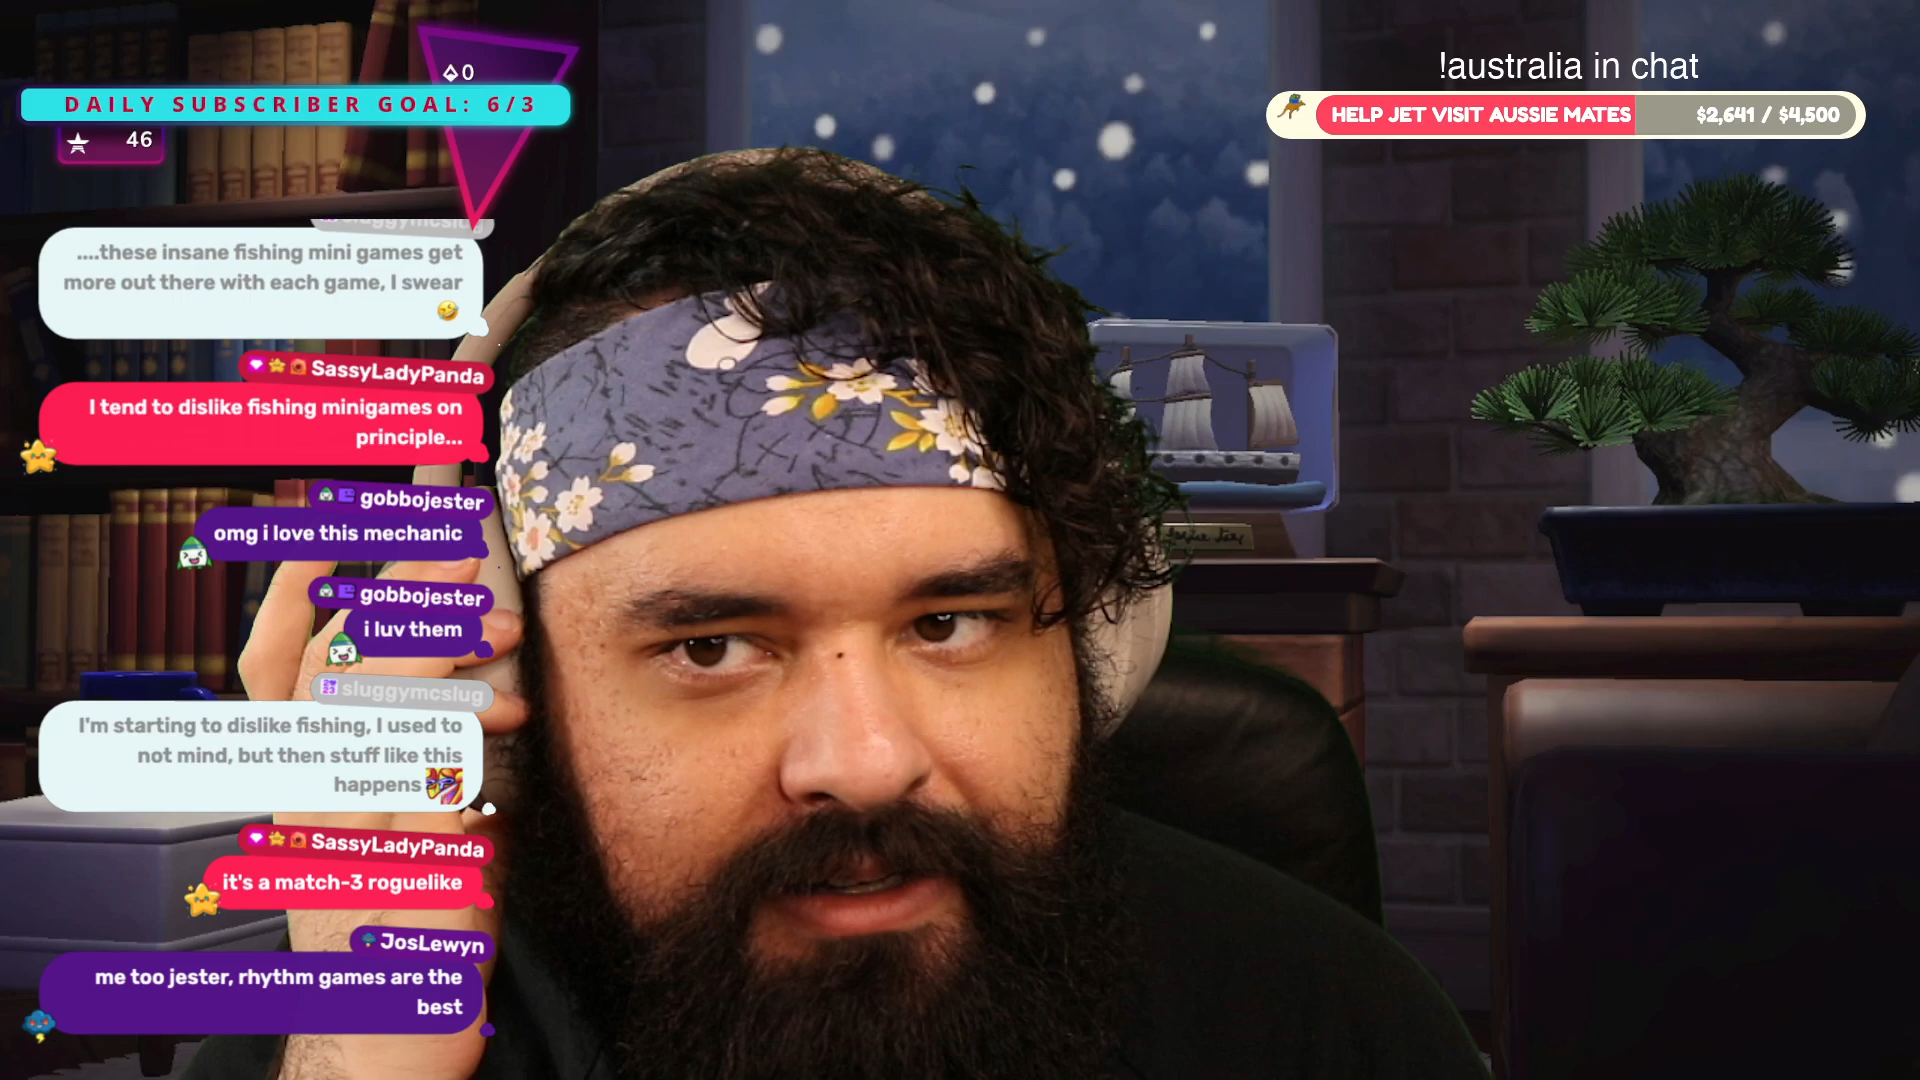 0
DAILY SUBSCRIBER GOAL: 6/3
46
....these insane fishing mini games get
more out there with each game, I swear
SassyLadyPanda
I tend to dislike fishing minigames on
principle...
gobbojester
omg i love this mechanic
gobbojester
i luv them
sluggymcslug
I'm starting to dislike fishing, I used to
not mind, but then stuff like this
happens
SassyLadyPanda
it's a match-3 roguelike
JosLewyn
me too jester, rhythm games are the
best
!australia in chat
HELP JET VISIT AUSSIE MATES $2,641 / $4,500